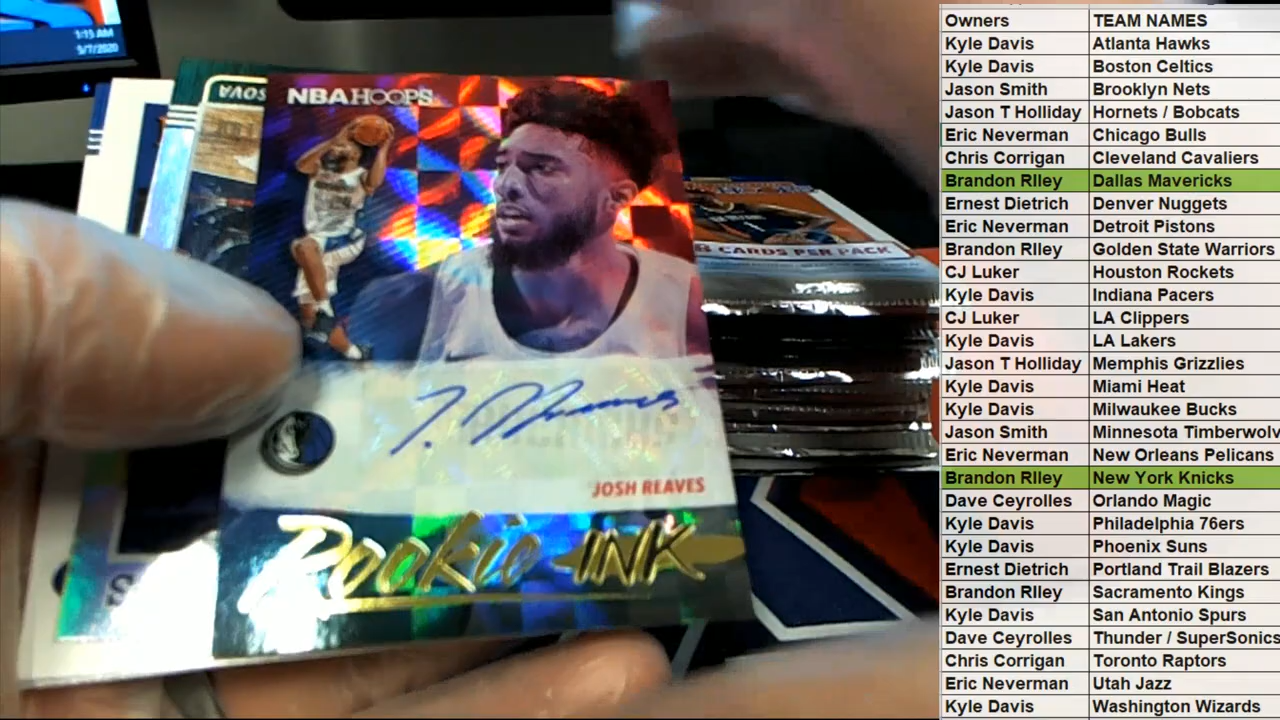 1:15 AM
9/7/2020
OVA
NBA HOOPS
8 CARDS PER PACK
JOSH REAVES
Rookie INK
Owners TEAM NAMES
Kyle Davis Atlanta Hawks
Kyle Davis Boston Celtics
Jason Smith Brooklyn Nets
Jason T Holliday Hornets / Bobcats
Eric Neverman Chicago Bulls
Chris Corrigan Cleveland Cavaliers
Brandon RIley Dallas Mavericks
Ernest Dietrich Denver Nuggets
Eric Neverman Detroit Pistons
Brandon RIley Golden State Warriors
CJ Luker Houston Rockets
Kyle Davis Indiana Pacers
CJ Luker LA Clippers
Kyle Davis LA Lakers
Jason T Holliday Memphis Grizzlies
Kyle Davis Miami Heat
Kyle Davis Milwaukee Bucks
Jason Smith Minnesota Timberwolv
Eric Neverman New Orleans Pelicans
Brandon RIley New York Knicks
Dave Ceyrolles Orlando Magic
Kyle Davis Philadelphia 76ers
Kyle Davis Phoenix Suns
Ernest Dietrich Portland Trail Blazers
Brandon RIley Sacramento Kings
Kyle Davis San Antonio Spurs
Dave Ceyrolles Thunder / SuperSonics
Chris Corrigan Toronto Raptors
Eric Neverman Utah Jazz
Kyle Davis Washington Wizards